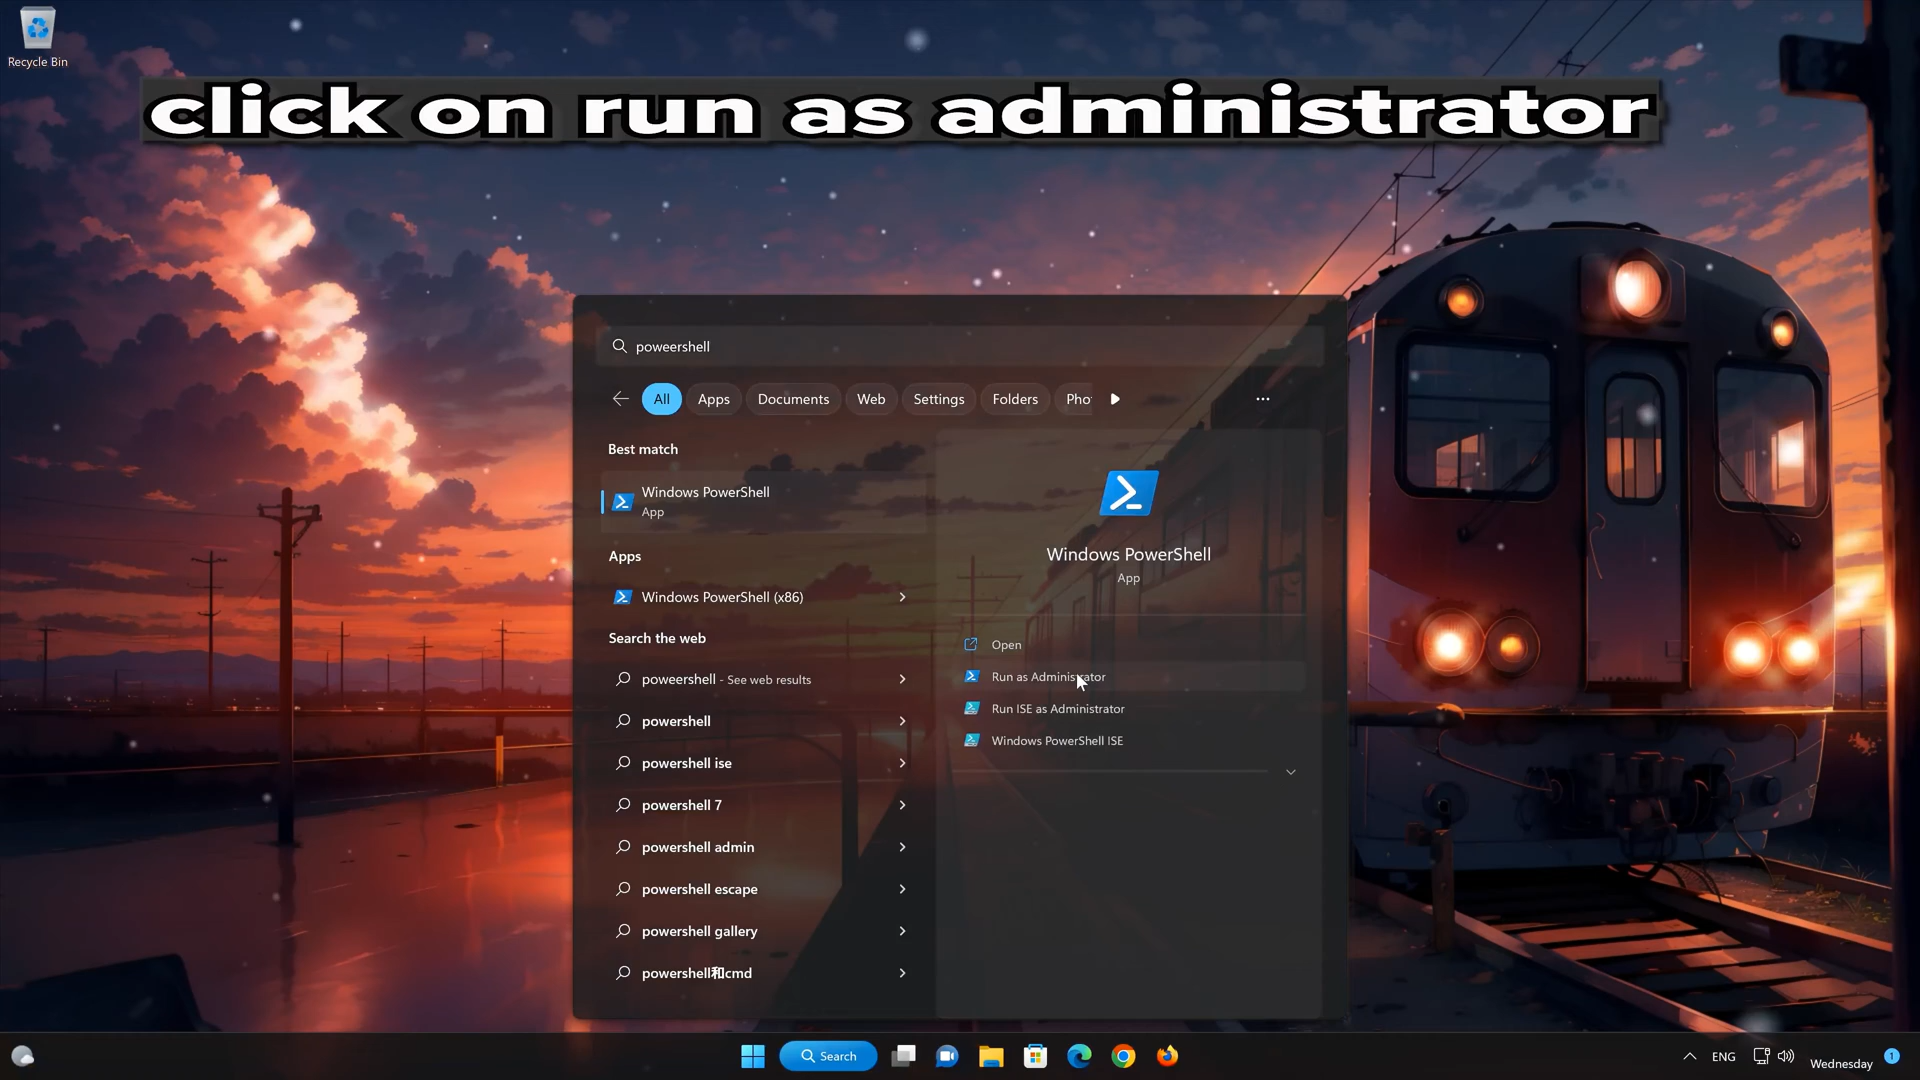 Recycle Bin
click on run as administrator
poweershell
All
Apps
Documents
Web
Settings
Folders
Pho
Best match
Windows PowerShell
App
Apps
Windows PowerShell (x86)
Search the web
poweershell - See web results
powershell
powershell ise
powershell 7
powershell admin
powershell escape
powershell gallery
powershell和cmd
Windows PowerShell
App
Open
Run as Administrator
Run ISE as Administrator
Windows PowerShell ISE
Search
ENG
Wednesday
1